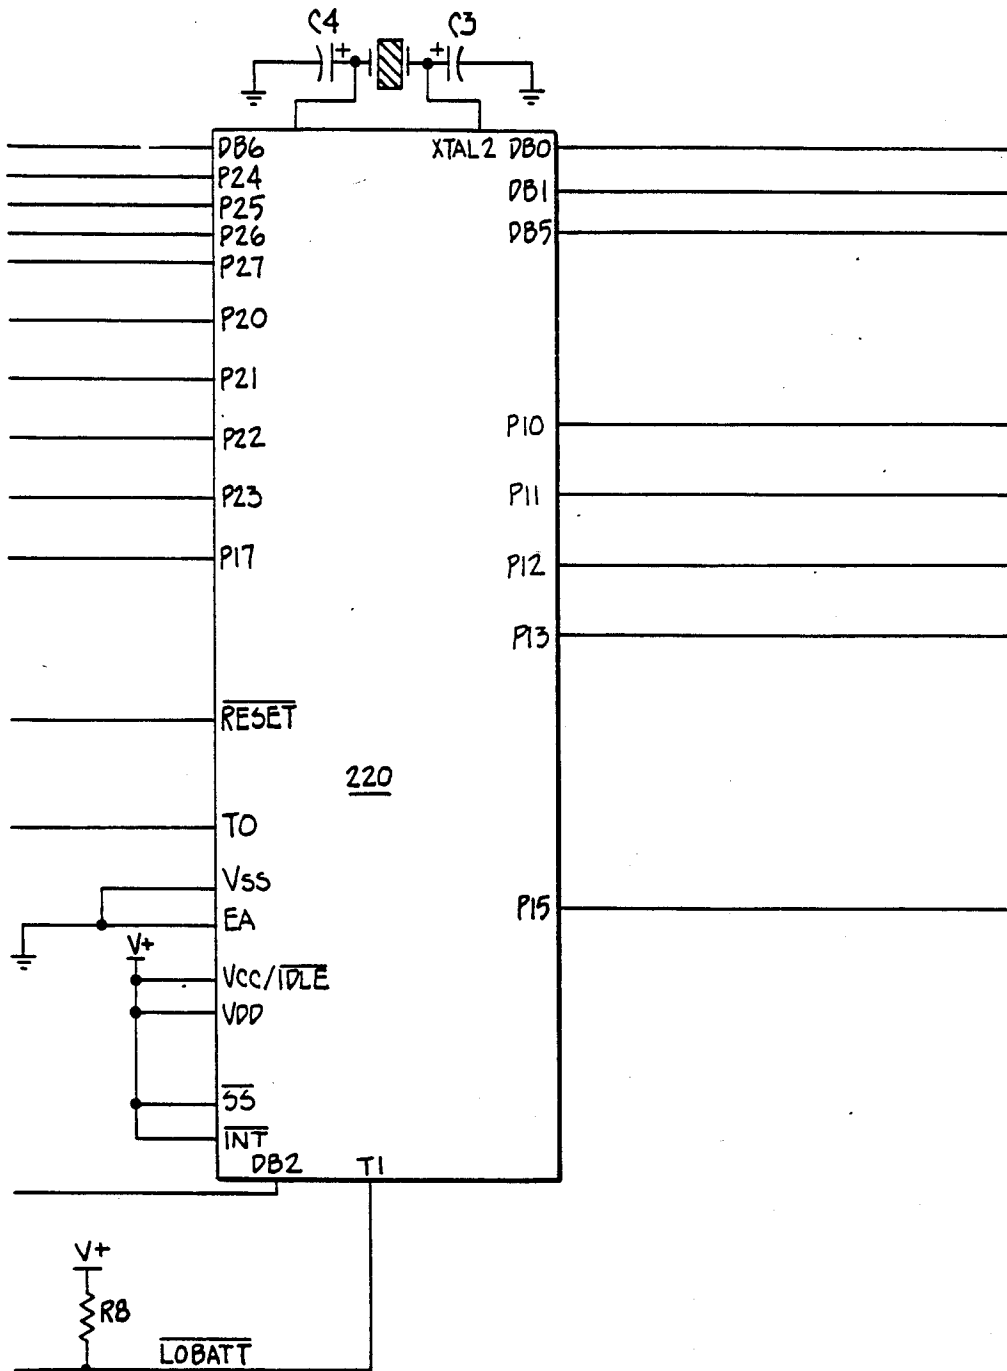 C4 C3
+ +
DB6 XTAL2 DB0
P24
DB1
P25
P26 DB5
P27
P20
P21
P10
P22
P11
P23
P17
P12
P13
RESET
220
T0
VSS
P15
EA
V+
VCC/IDLE
VDD
SS
INT
DB2 T1
V+
R8
LOBATT